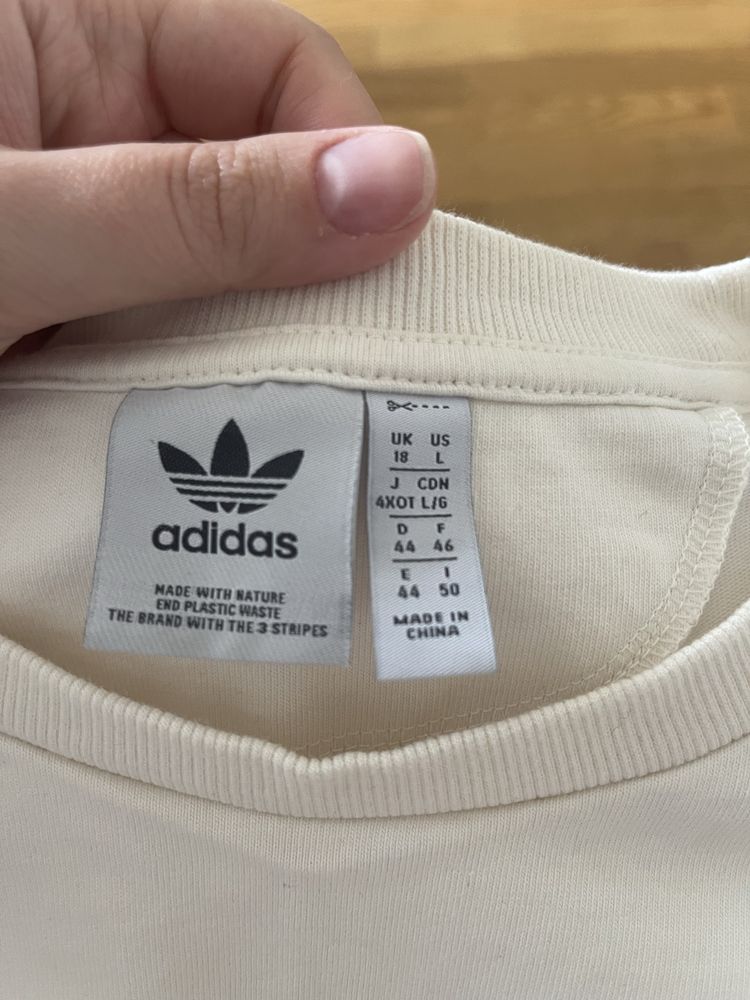 adidas
MADE WITH NATURE
END PLASTIC WASTE
THE BRAND WITH THE 3 STRIPES
UK US
18 L
J CDN
4XOT L/G
D F
44 46
E I
44 50
MADE IN
CHINA